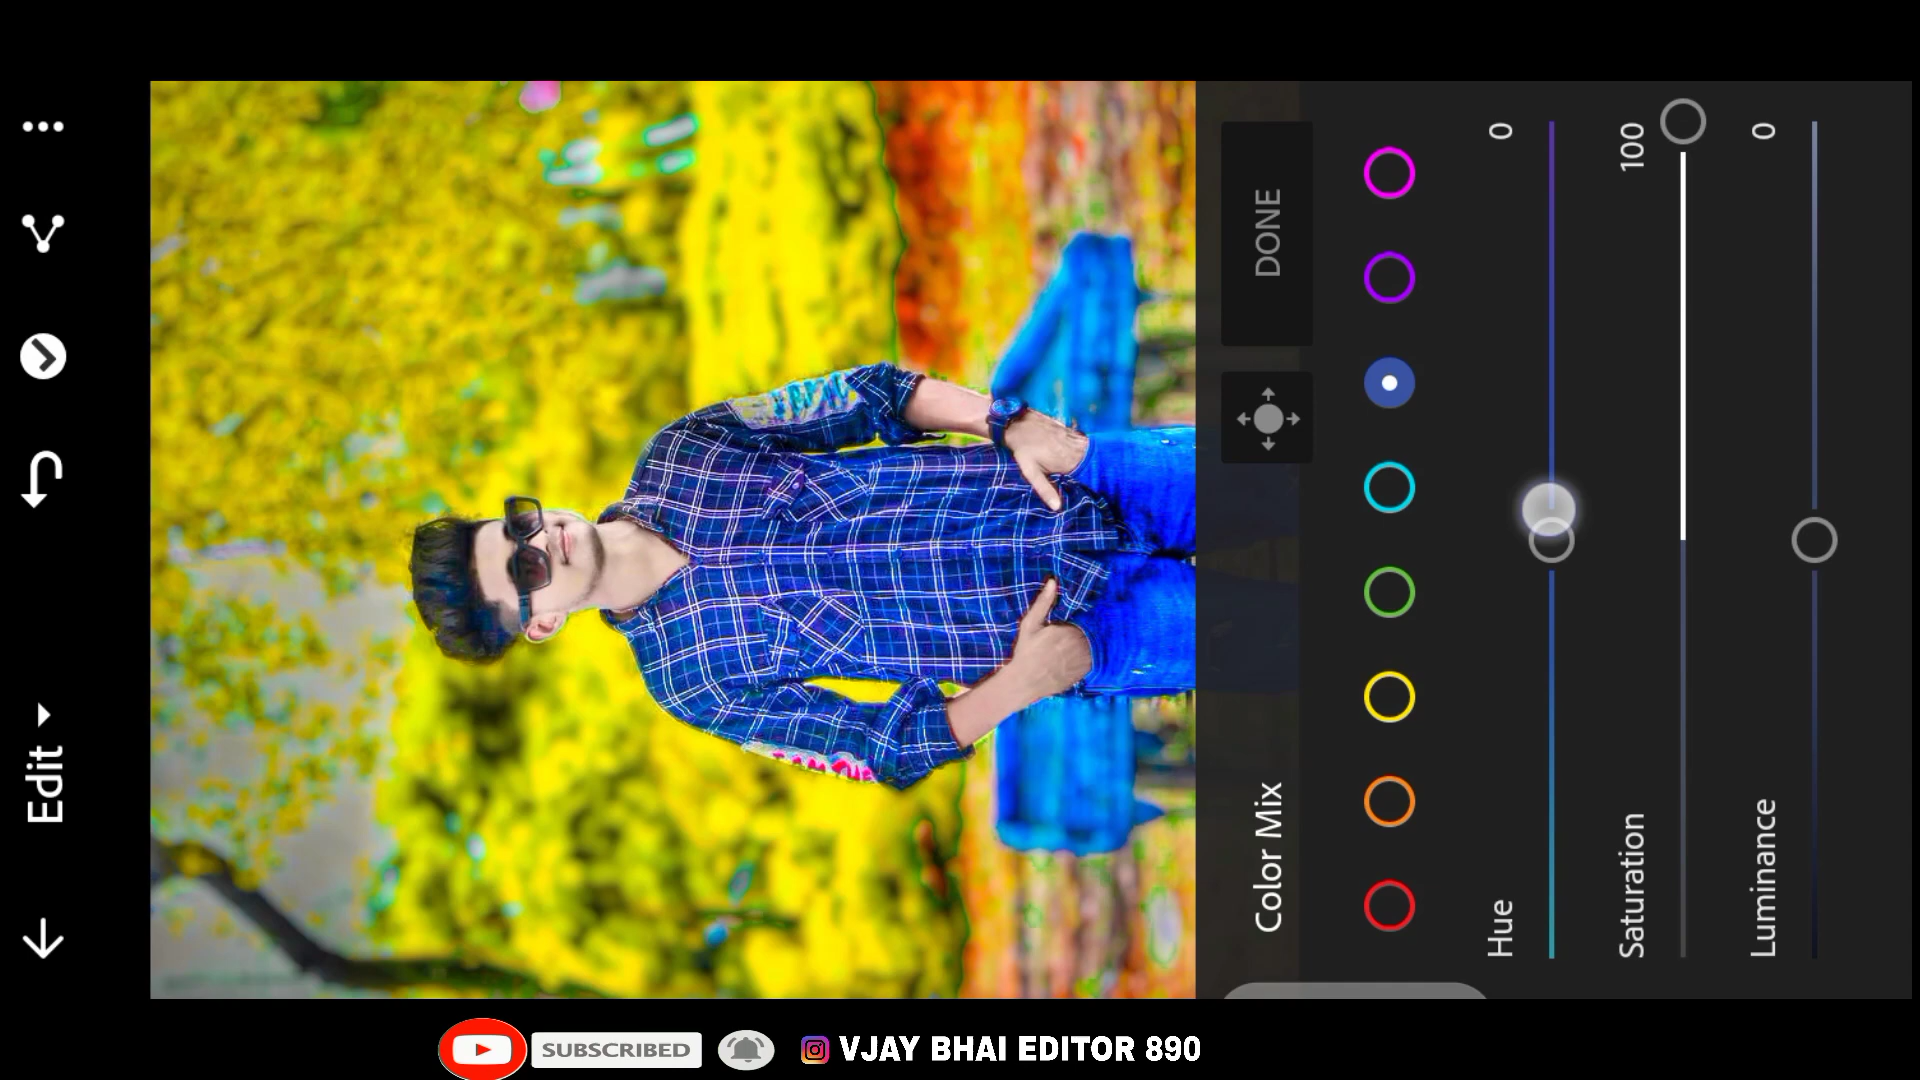 Edit
DONE
Color Mix
Hue
0
Saturation
100
Luminance
0
SUBSCRIBED
VJAY BHAI EDITOR 890